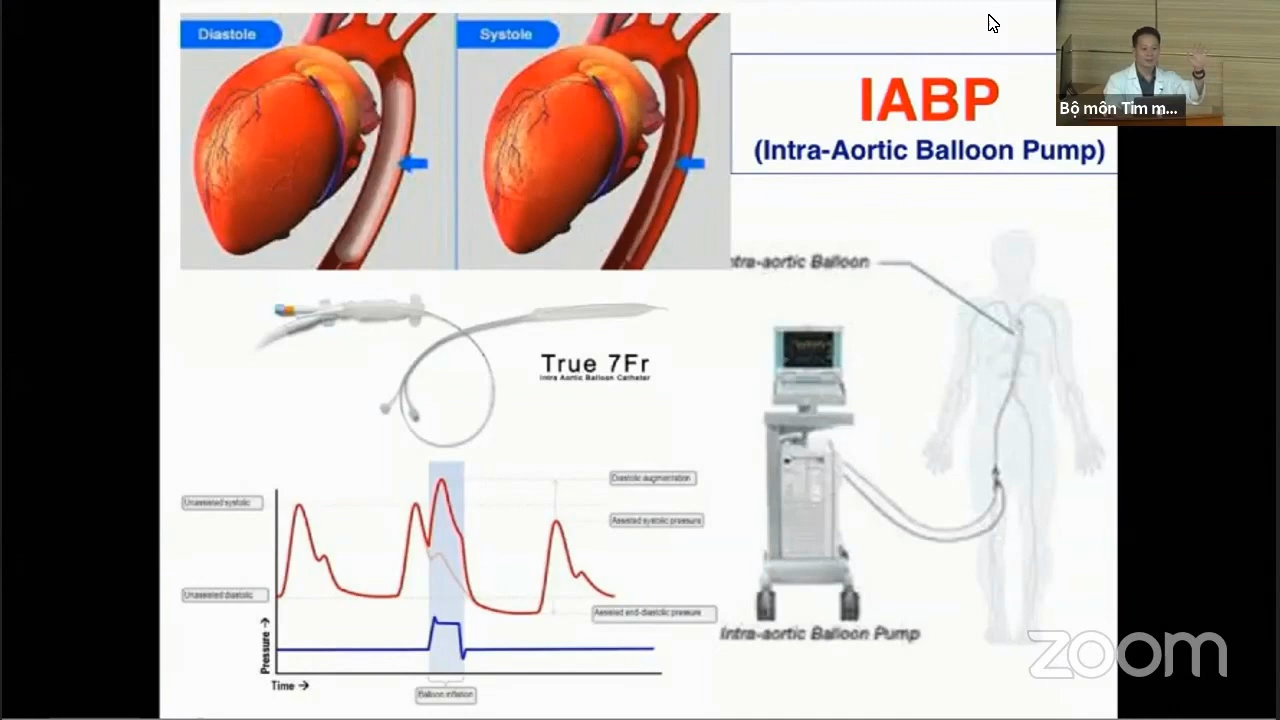 Diastole
Systole
IABP
(Intra-Aortic Balloon Pump)
Bộ môn Tim m...
ntra-aortic Balloon
True 7Fr
Intra Aortic Balloon Catheter
Unassisted systolic
Diastolic augmentation
Assisted systolic pressure
Unassisted diastolic
Assisted end-diastolic pressure
Pressure →
Time →
Balloon inflation
Intra-aortic Balloon Pump
zoom